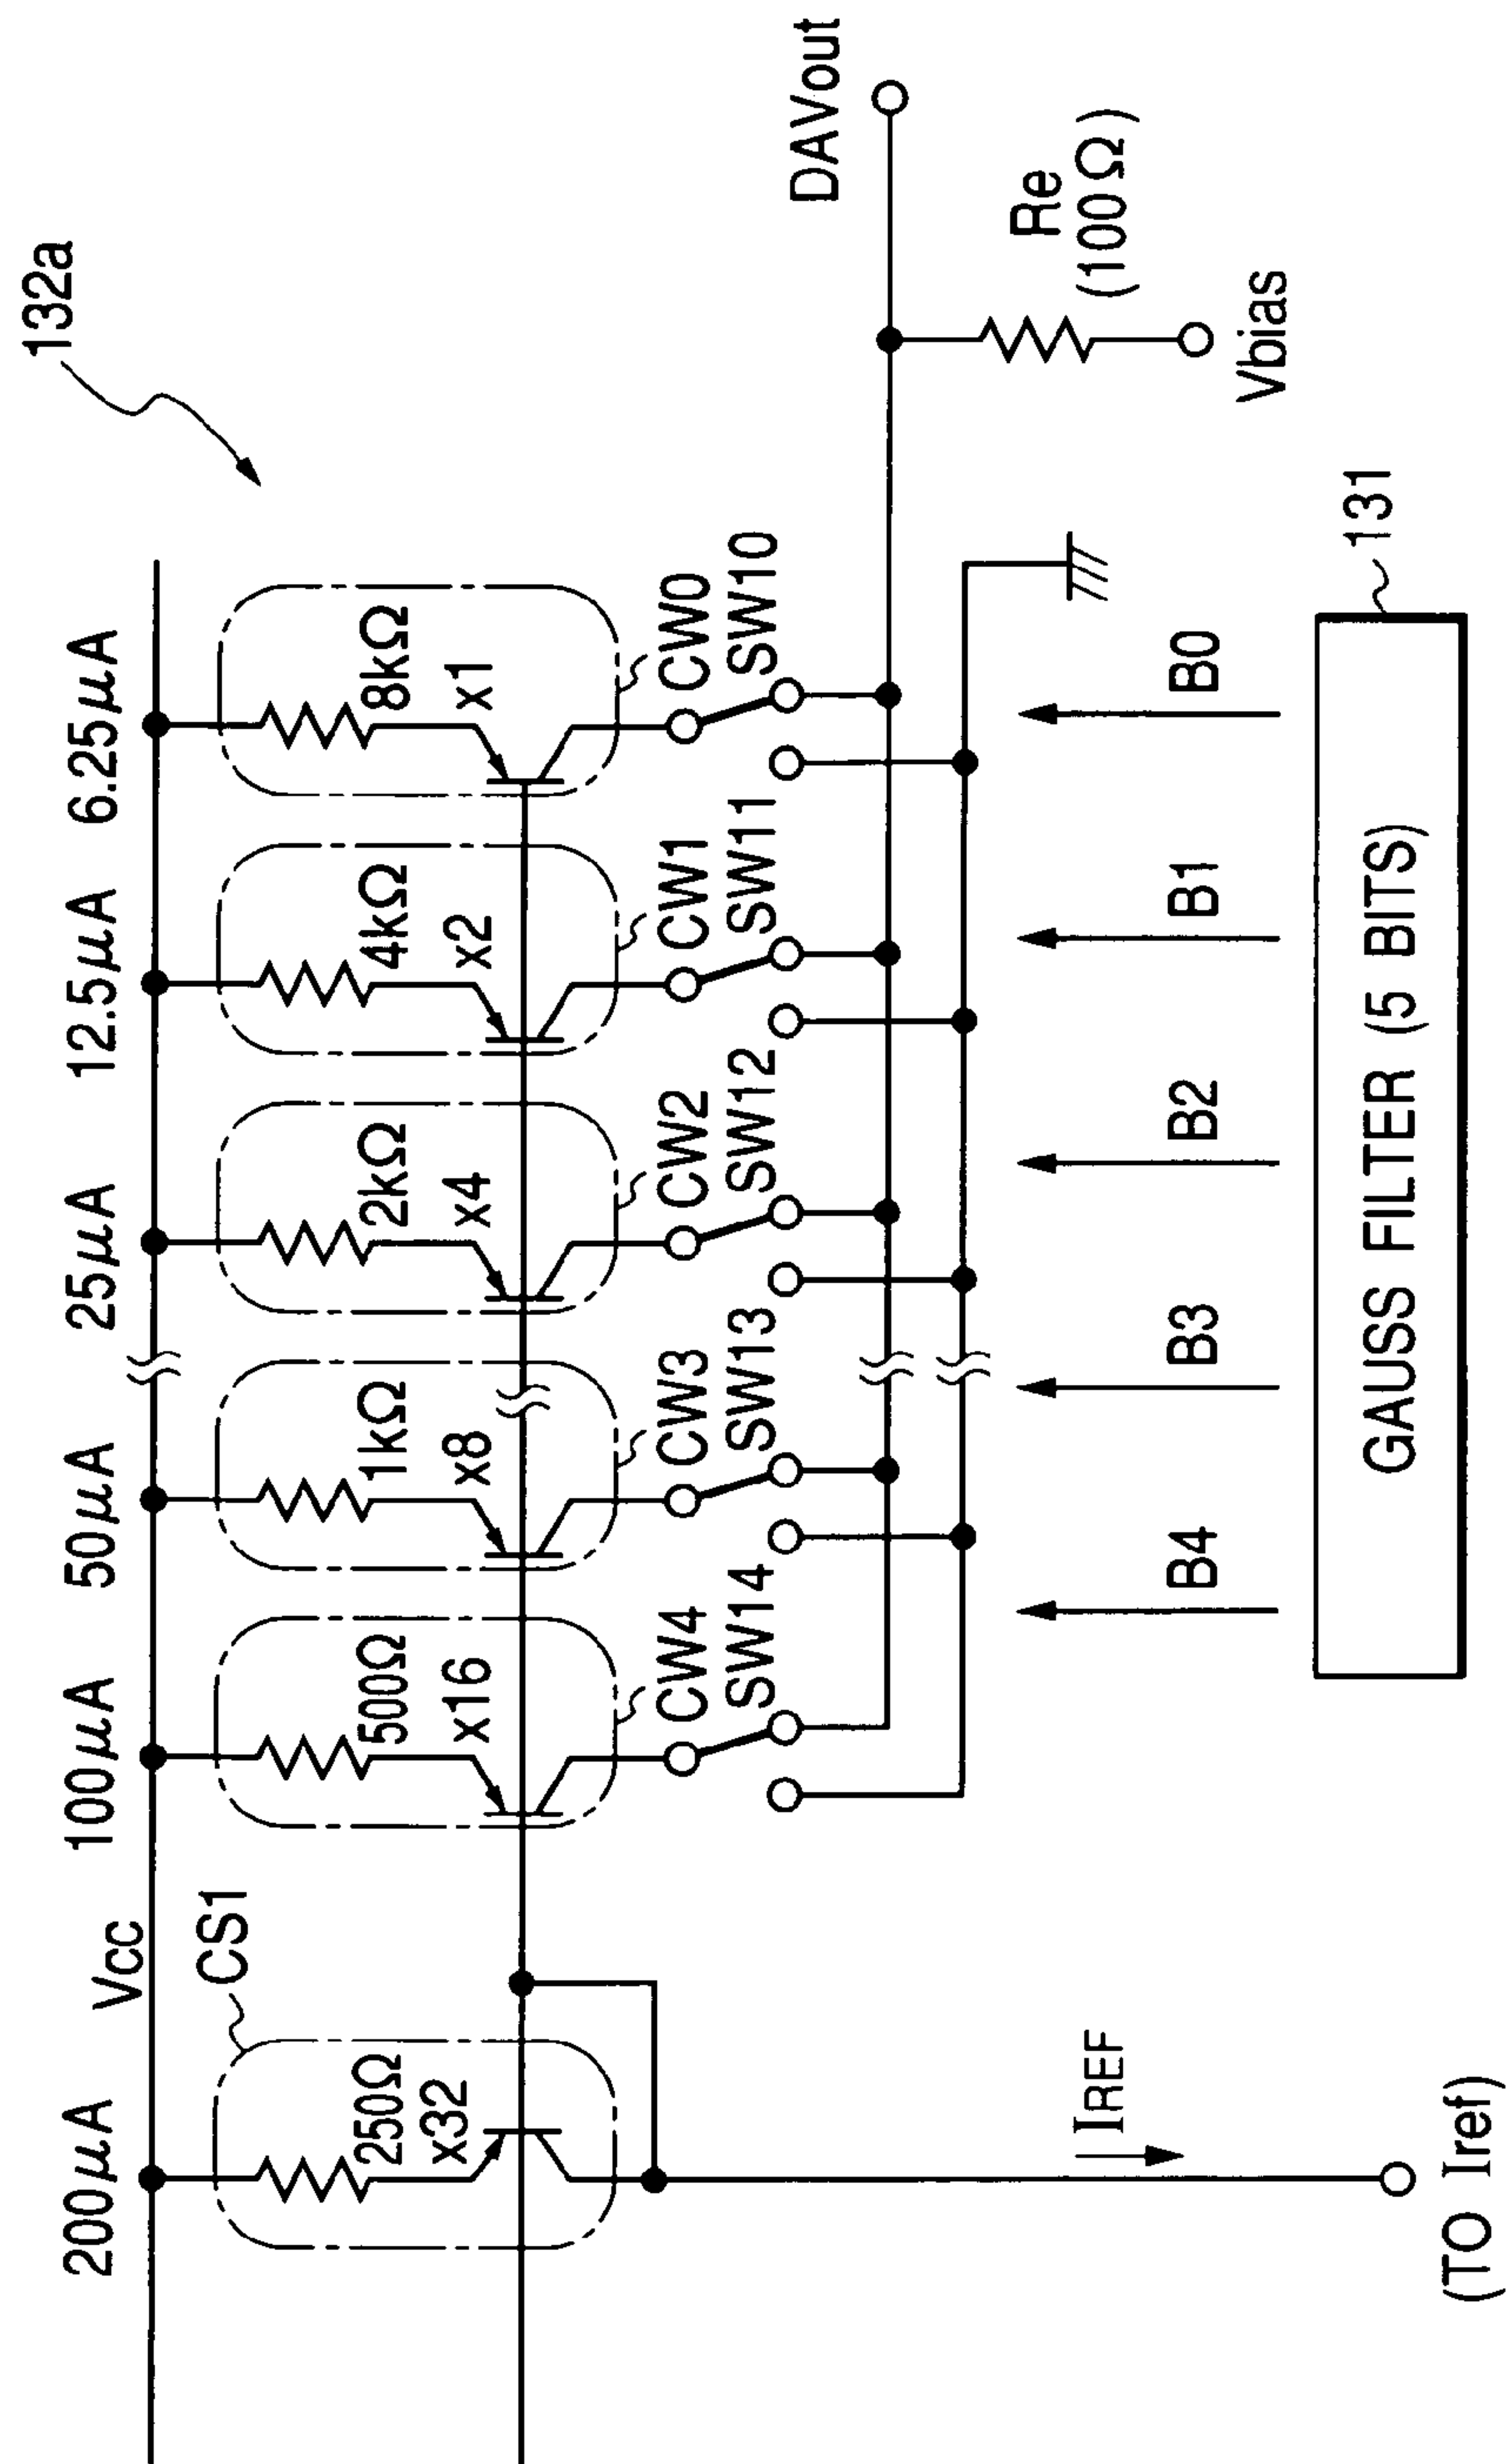 132a
200μA
100μA
50μA
25μA
12.5μA
6.25μA
Vcc
CS1
250Ω
x32
500Ω
x16
1kΩ
x8
2kΩ
x4
4kΩ
x2
8kΩ
x1
CW4
SW14
CW3
SW13
CW2
SW12
CW1
SW11
CW0
SW10
DAVout
Re
(100Ω)
Vbias
IREF
(TO Iref)
B4
B3
B2
B1
B0
GAUSS FILTER (5 BITS)
131